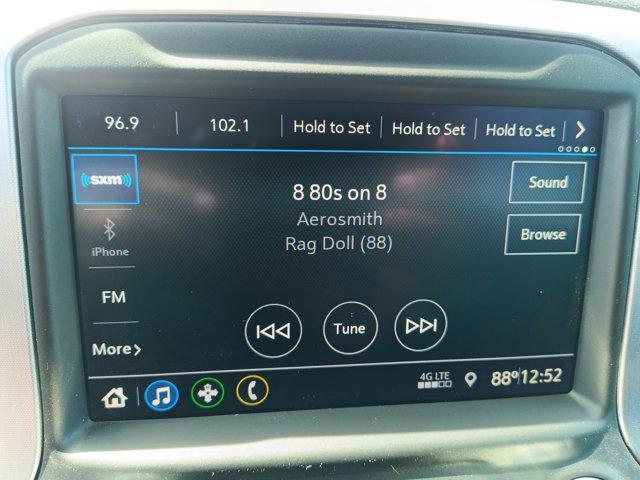 96.9 102.1 Hold to Set Hold to Set Hold to Set
sxm
8 80s on 8
Sound
Aerosmith
iPhone
Rag Doll (88)
Browse
FM
Tune
More
4G LTE
88° 12:52